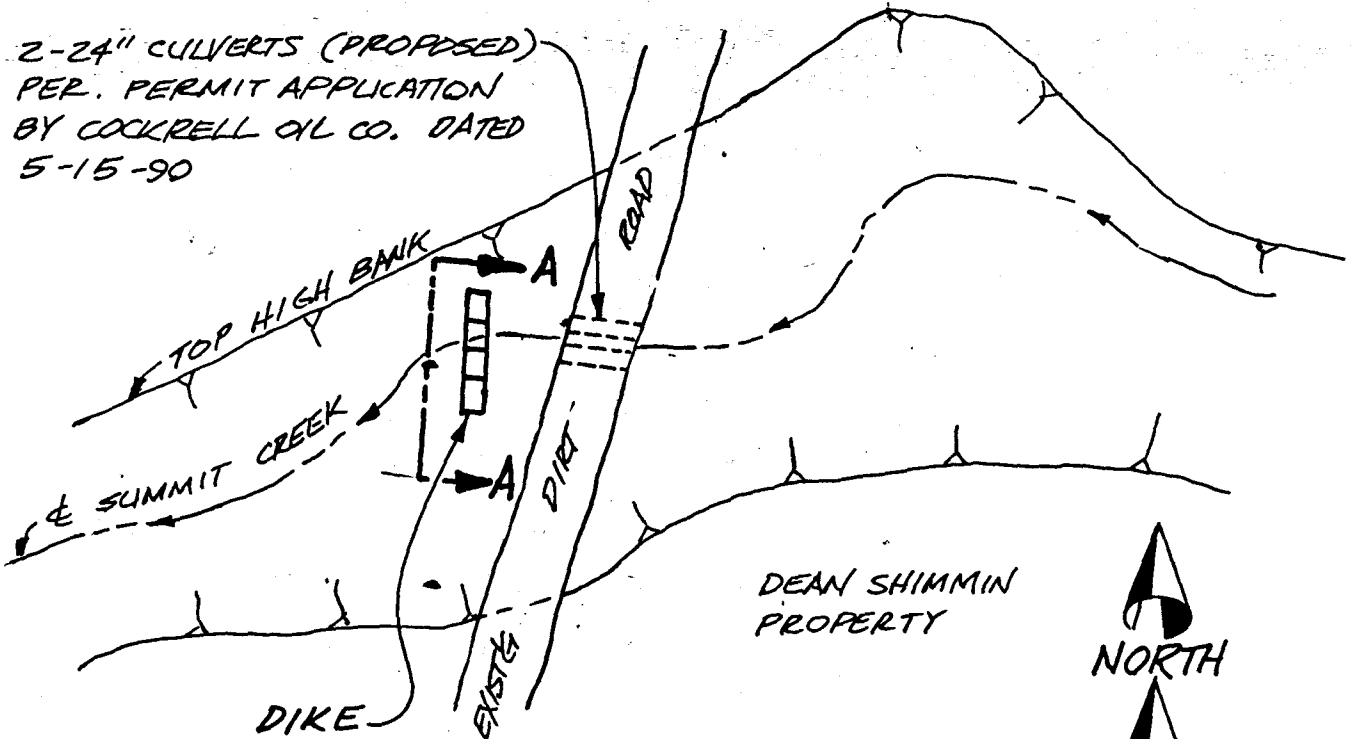 2-24" CULVERTS (PROPOSED)
PER. PERMIT APPLICATION
BY COCKRELL OIL CO. DATED
5-15-90
ROAD
TOP HIGH BANK
A
℄ SUMMIT CREEK
A
DIRT
DEAN SHIMMIN
PROPERTY
NORTH
EXIST'G
DIKE